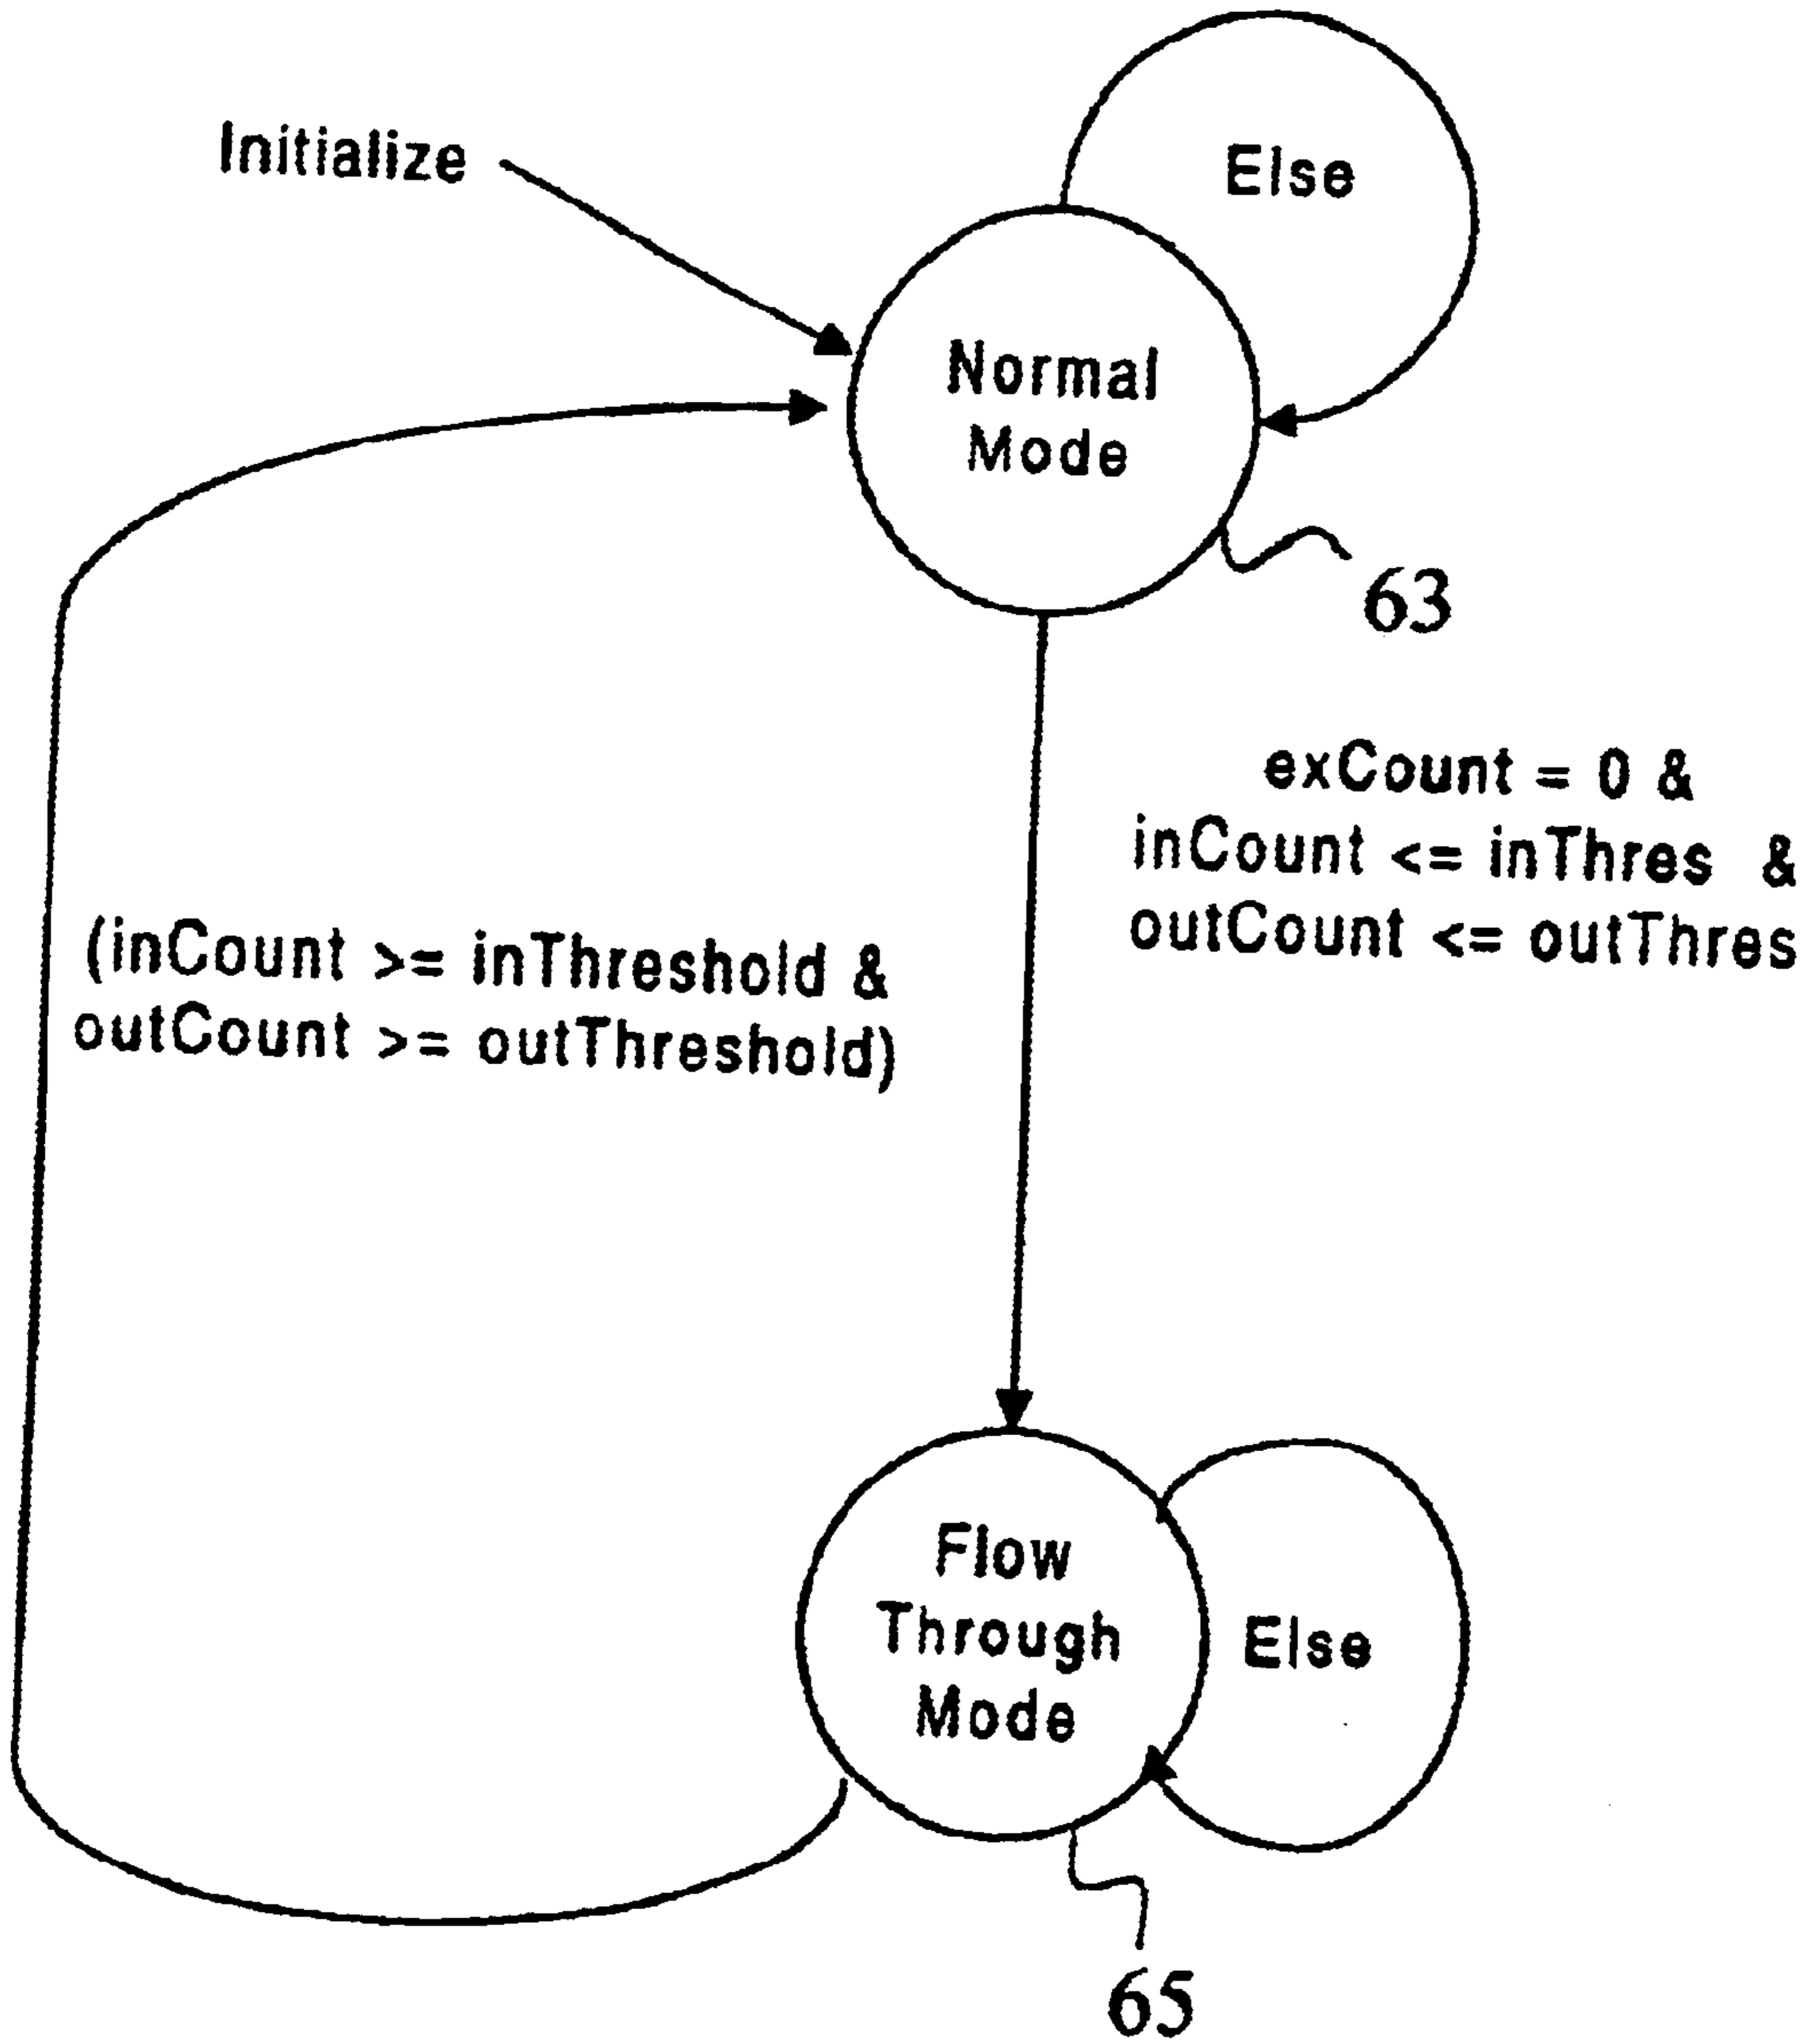 Initialize
Else
Normal
Mode
63
exCount = 0 &
inCount <= inThres &
outCount <= outThres
(inCount >= inThreshold &
outCount >= outThreshold)
Flow
Through
Mode
Else
65